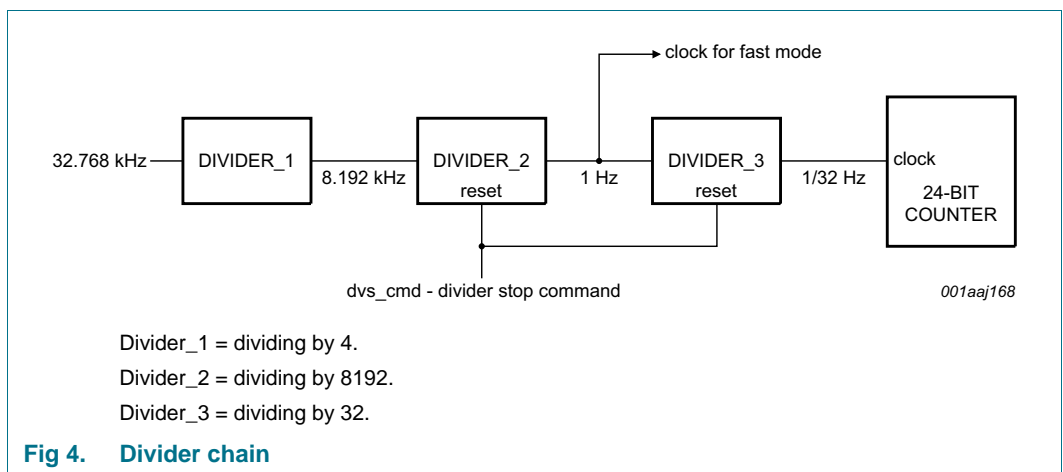 clock for fast mode
32.768 kHz
DIVIDER_1
8.192 kHz
DIVIDER_2
reset
1 Hz
DIVIDER_3
reset
1/32 Hz
clock
24-BIT
COUNTER
dvs_cmd - divider stop command
001aaj168
Divider_1 = dividing by 4.
Divider_2 = dividing by 8192.
Divider_3 = dividing by 32.
Fig 4. Divider chain